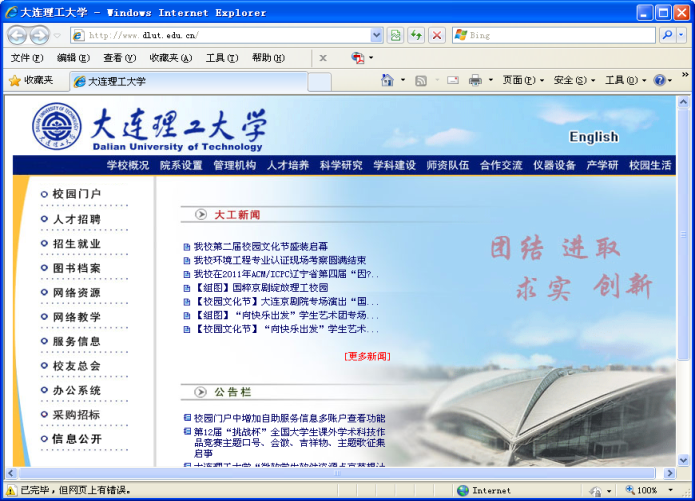 大连理工大学 - Windows Internet Explorer
http://www.dlut.edu.cn/
Bing
文件(F) 编辑(E) 查看(V) 收藏夹(A) 工具(T) 帮助(H) x
收藏夹 大连理工大学 页面(P) 安全(S) 工具(O) »
大连理工大学
Dalian University of Technology
English
学校概况 院系设置 管理机构 人才培养 科学研究 学科建设 师资队伍 合作交流 仪器设备 产学研 校园生活
校园门户
人才招聘
招生就业
图书档案
网络资源
网络教学
服务信息
校友总会
办公系统
采购招标
信息公开
大工新闻
我校第二届校园文化节盛装启幕
我校环境工程专业认证现场考察圆满结束
我校在2011年ACM/ICPC辽宁省第四届“因?..
【组图】国粹京剧绽放理工校园
【校园文化节】大连京剧院专场演出“国...
【组图】“向快乐出发”学生艺术团专场...
【校园文化节】“向快乐出发”学生艺术...
[更多新闻]
团结 进取
求实 创新
公告栏
校园门户中增加自助服务信息多账户查看功能
第12届“挑战杯”全国大学生课外学术科技作
品竞赛主题口号、会徽、吉祥物、主题歌征集
启事
已完毕，但网页上有错误。
Internet
100%